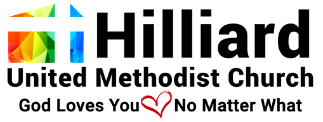 Hilliard
United Methodist Church
God Loves You No Matter What